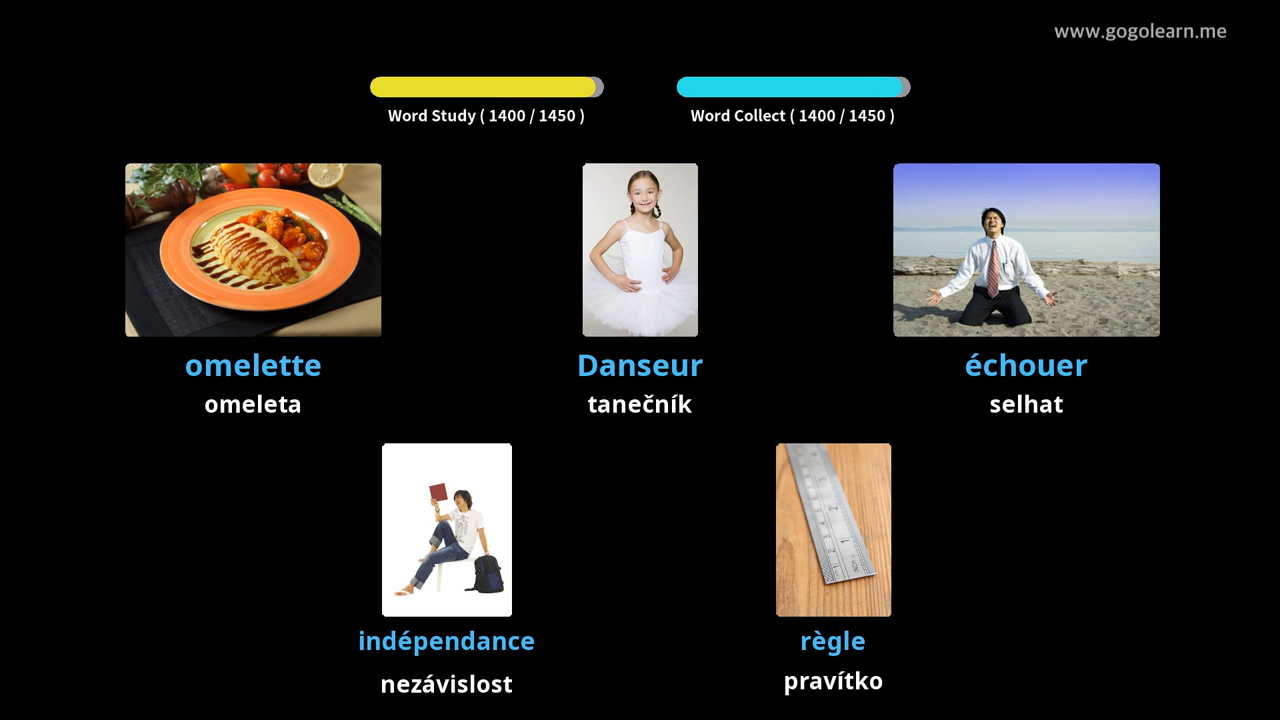 www.gogolearn.me
Word Study ( 1400 / 1450 )
Word Collect ( 1400 / 1450 )
omelette
omeleta
Danseur
tanečník
échouer
selhat
indépendance
nezávislost
règle
pravítko